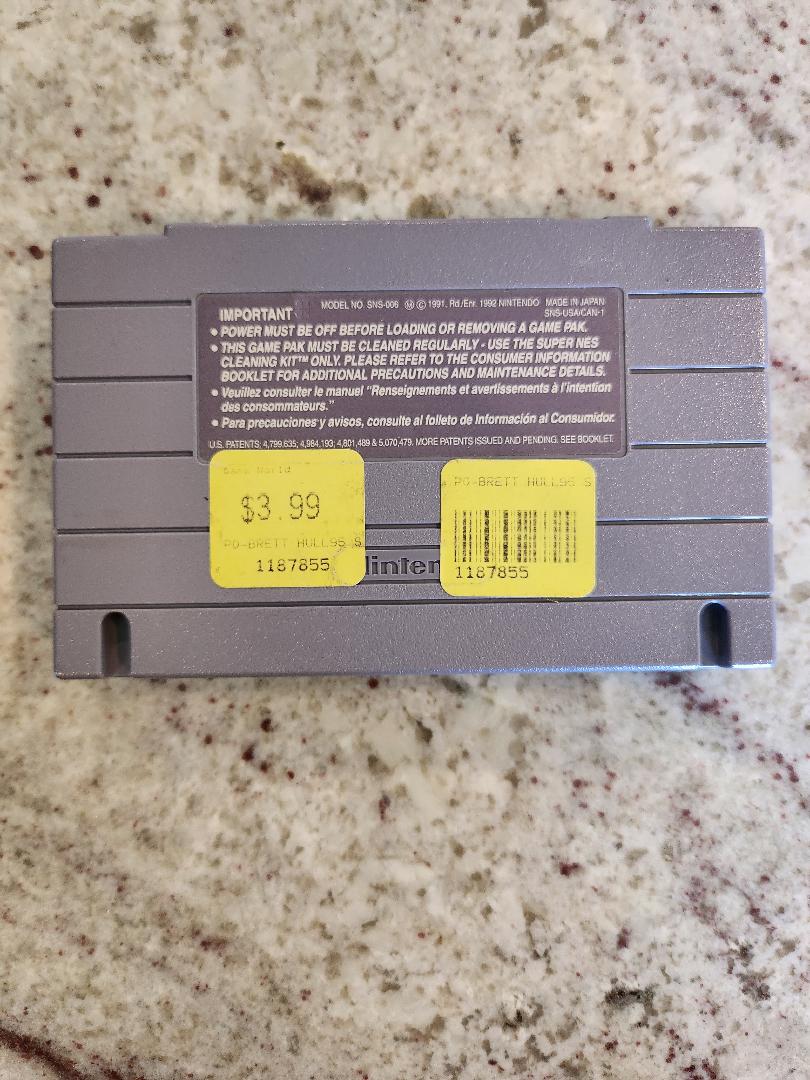 IMPORTANT MODEL NO. SNS-006 Ⓜ © 1991, Rd./Enr. 1992 NINTENDO MADE IN JAPAN
SNS-USA/CAN-1
• POWER MUST BE OFF BEFORE LOADING OR REMOVING A GAME PAK.
• THIS GAME PAK MUST BE CLEANED REGULARLY - USE THE SUPER NES
CLEANING KIT™ ONLY. PLEASE REFER TO THE CONSUMER INFORMATION
BOOKLET FOR ADDITIONAL PRECAUTIONS AND MAINTENANCE DETAILS.
• Veuillez consulter le manuel "Renseignements et avertissements à l'intention
des consommateurs."
• Para precauciones y avisos, consulte al folleto de Información al Consumidor.
U.S. PATENTS; 4,799,635; 4,984,193; 4,801,489 & 5,070,479. MORE PATENTS ISSUED AND PENDING. SEE BOOKLET.
Game World
$3.99
PO-BRETT HULL95 S
1187855
PO-BRETT HULL95 S
1187855
linten